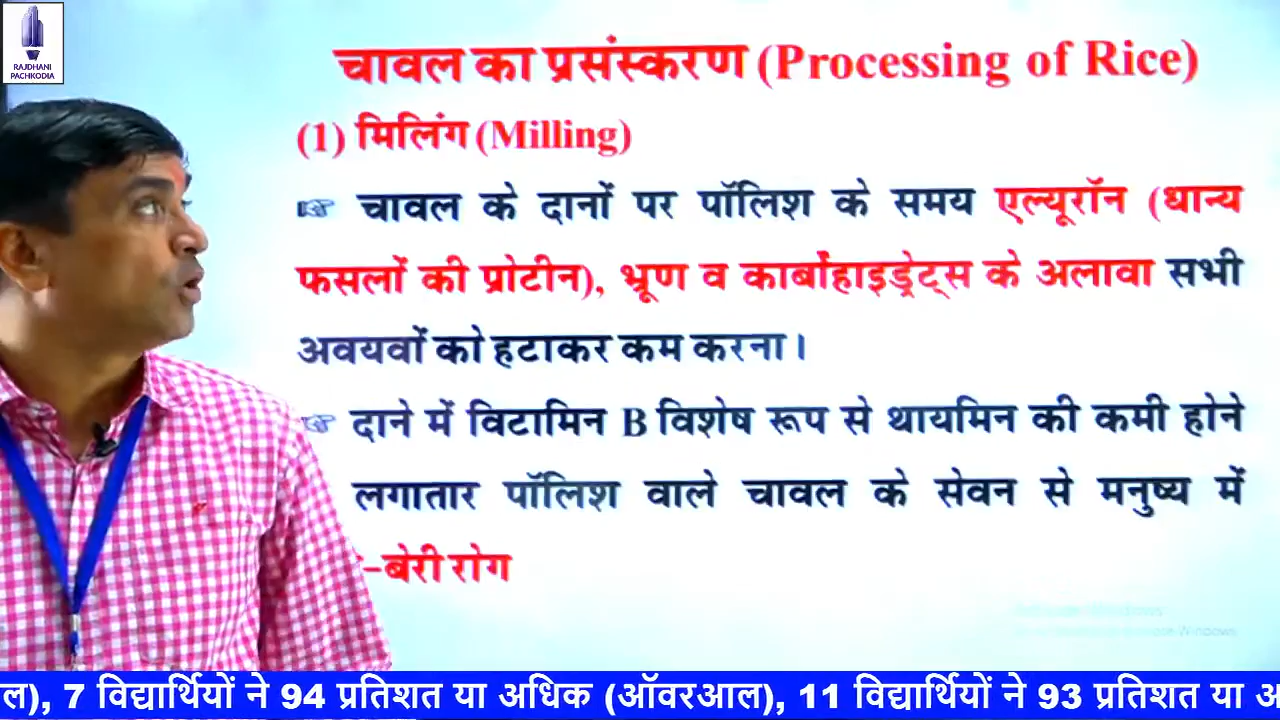 RAJDHANI
PACHKODIA
चावल का प्रसंस्करण (Processing of Rice)
(1) मिलिंग (Milling)
☞ चावल के दानों पर पॉलिश के समय एल्यूरॉन (धान्य
फसलों की प्रोटीन), भ्रूण व कार्बोहाइड्रेट्स के अलावा सभी
अवयवों को हटाकर कम करना।
☞ दाने में विटामिन B विशेष रूप से थायमिन की कमी होने
लगातार पॉलिश वाले चावल के सेवन से मनुष्य में
-बेरी रोग
ल), 7 विद्यार्थियों ने 94 प्रतिशत या अधिक (ऑवरआल), 11 विद्यार्थियों ने 93 प्रतिशत या अ